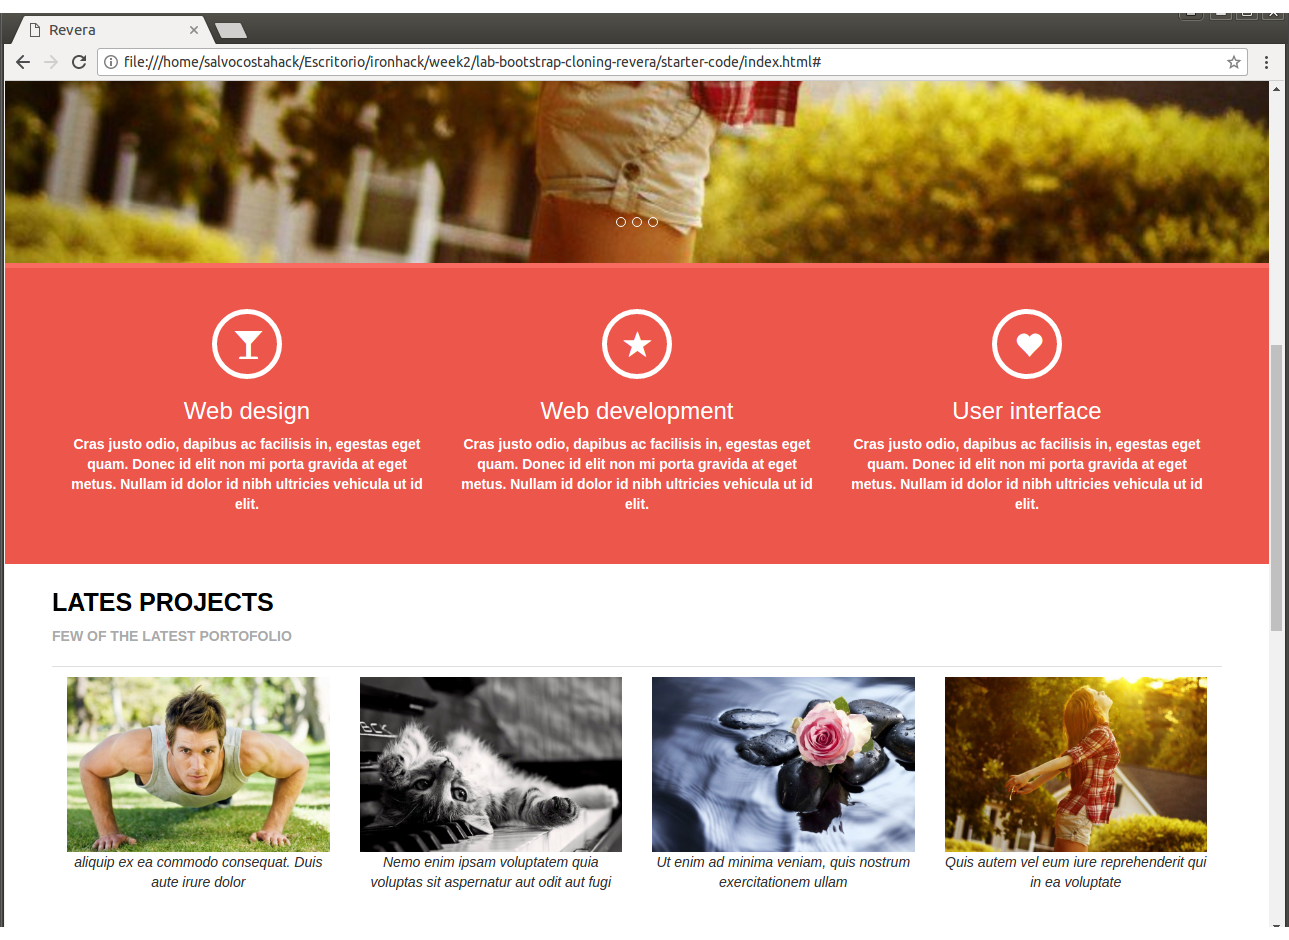 Revera
file:///home/salvocostahack/Escritorio/ironhack/week2/lab-bootstrap-cloning-revera/starter-code/index.html#
Web design
Cras justo odio, dapibus ac facilisis in, egestas eget
quam. Donec id elit non mi porta gravida at eget
metus. Nullam id dolor id nibh ultricies vehicula ut id
elit.
Web development
Cras justo odio, dapibus ac facilisis in, egestas eget
quam. Donec id elit non mi porta gravida at eget
metus. Nullam id dolor id nibh ultricies vehicula ut id
elit.
User interface
Cras justo odio, dapibus ac facilisis in, egestas eget
quam. Donec id elit non mi porta gravida at eget
metus. Nullam id dolor id nibh ultricies vehicula ut id
elit.
LATES PROJECTS
FEW OF THE LATEST PORTOFOLIO
aliquip ex ea commodo consequat. Duis
aute irure dolor
Nemo enim ipsam voluptatem quia
voluptas sit aspernatur aut odit aut fugi
Ut enim ad minima veniam, quis nostrum
exercitationem ullam
Quis autem vel eum iure reprehenderit qui
in ea voluptate